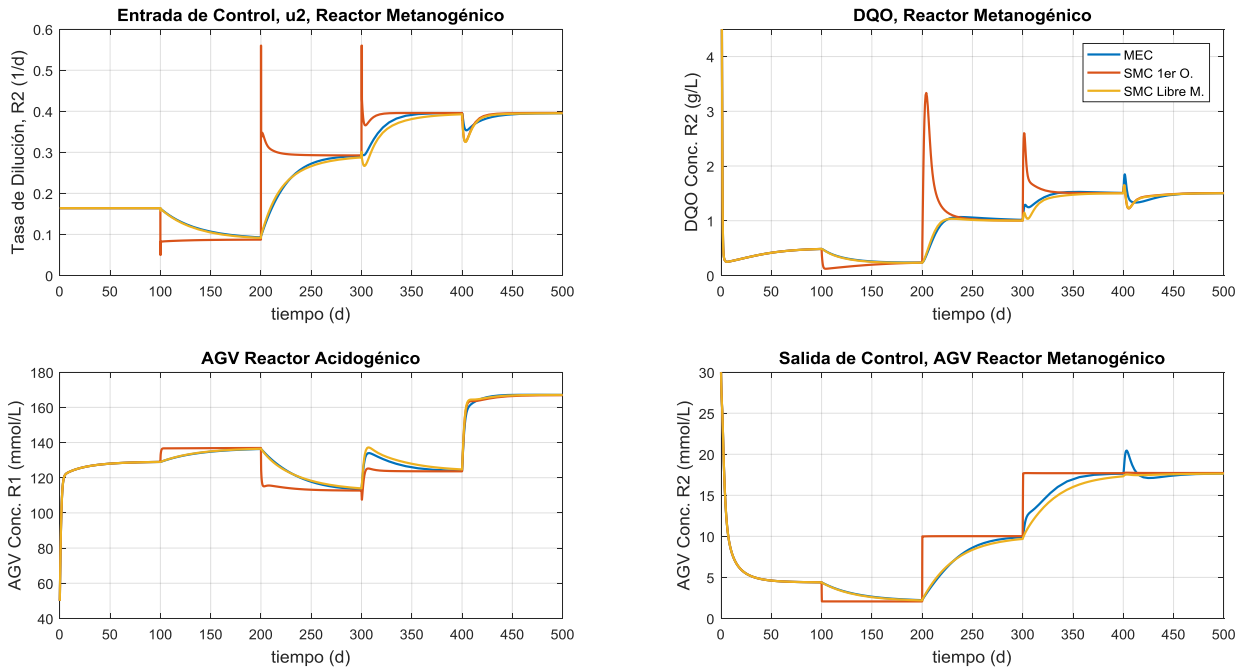 Entrada de Control, u2, Reactor Metanogénico
Tasa de Dilución, R2 (1/d)
0.6
0.5
0.4
0.3
0.2
0.1
0
0 50 100 150 200 250 300 350 400 450 500
tiempo (d)
DQO, Reactor Metanogénico
DQO Conc. R2 (g/L)
4
3
2
1
0
MEC
SMC 1er O.
SMC Libre M.
0 50 100 150 200 250 300 350 400 450 500
tiempo (d)
AGV Reactor Acidogénico
AGV Conc. R1 (mmol/L)
180
160
140
120
100
80
60
40
0 50 100 150 200 250 300 350 400 450 500
tiempo (d)
Salida de Control, AGV Reactor Metanogénico
AGV Conc. R2 (mmol/L)
30
25
20
15
10
5
0
0 50 100 150 200 250 300 350 400 450 500
tiempo (d)